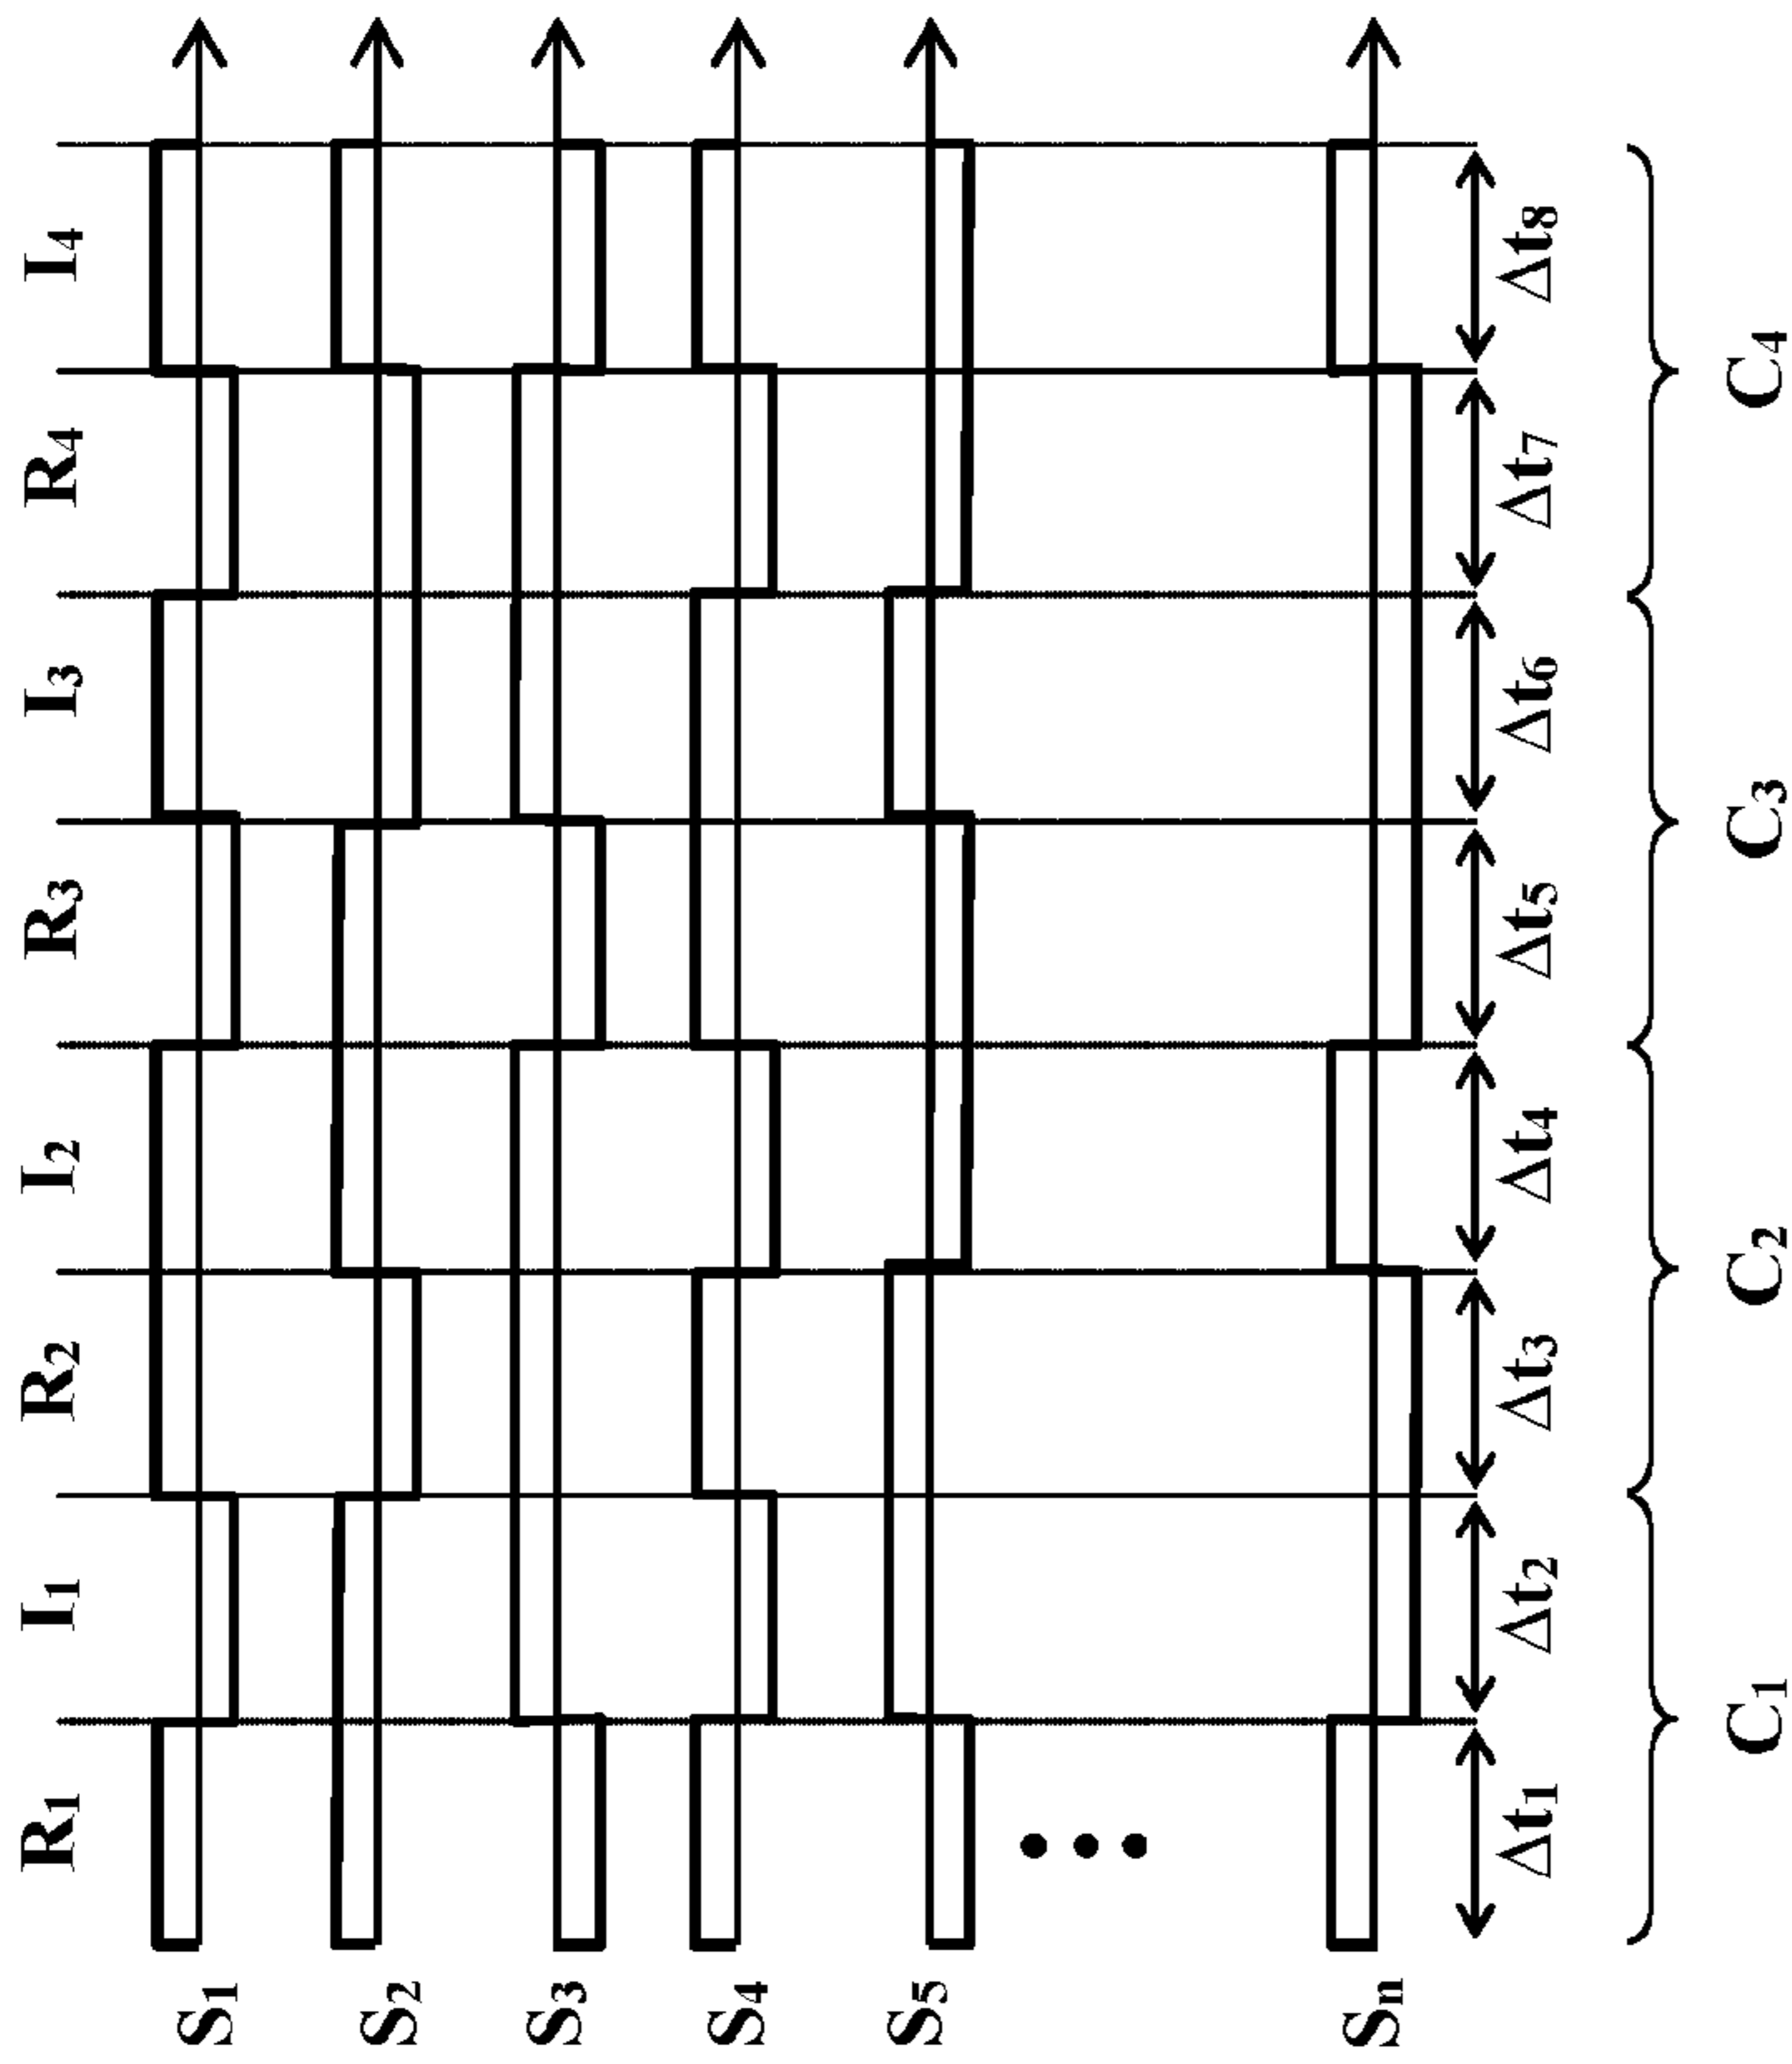 R1 I1 R2 I2 R3 I3 R4 I4
S1
S2
S3
S4
S5
Sn
Δt1 Δt2 Δt3 Δt4 Δt5 Δt6 Δt7 Δt8
C1 C2 C3 C4